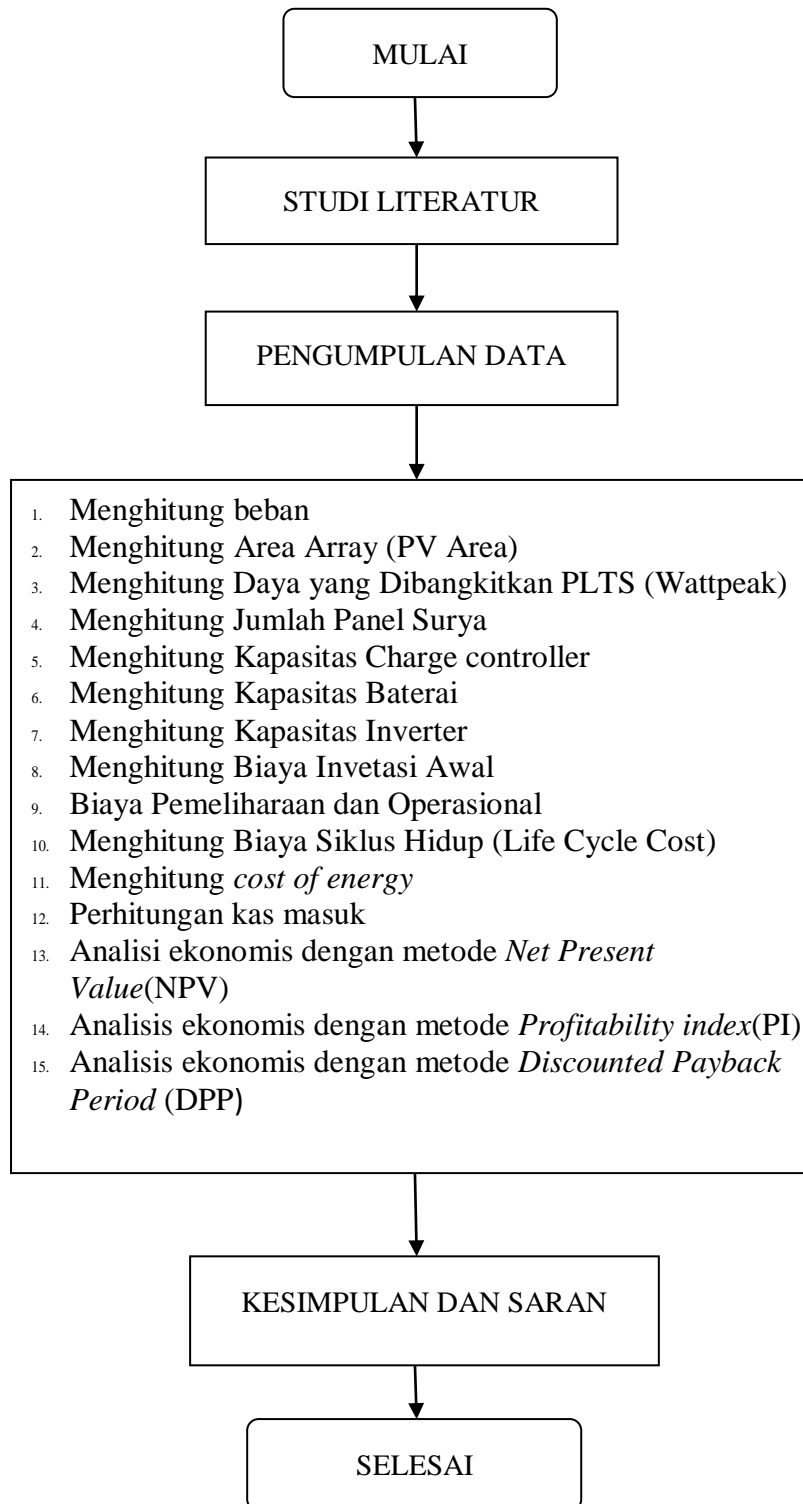 MULAI
STUDI LITERATUR
PENGUMPULAN DATA
1. Menghitung beban
2. Menghitung Area Array (PV Area)
3. Menghitung Daya yang Dibangkitkan PLTS (Wattpeak)
4. Menghitung Jumlah Panel Surya
5. Menghitung Kapasitas Charge controller
6. Menghitung Kapasitas Baterai
7. Menghitung Kapasitas Inverter
8. Menghitung Biaya Invetasi Awal
9. Biaya Pemeliharaan dan Operasional
10. Menghitung Biaya Siklus Hidup (Life Cycle Cost)
11. Menghitung cost of energy
12. Perhitungan kas masuk
13. Analisi ekonomis dengan metode Net Present
Value(NPV)
14. Analisis ekonomis dengan metode Profitability index(PI)
15. Analisis ekonomis dengan metode Discounted Payback
Period (DPP)
KESIMPULAN DAN SARAN
SELESAI